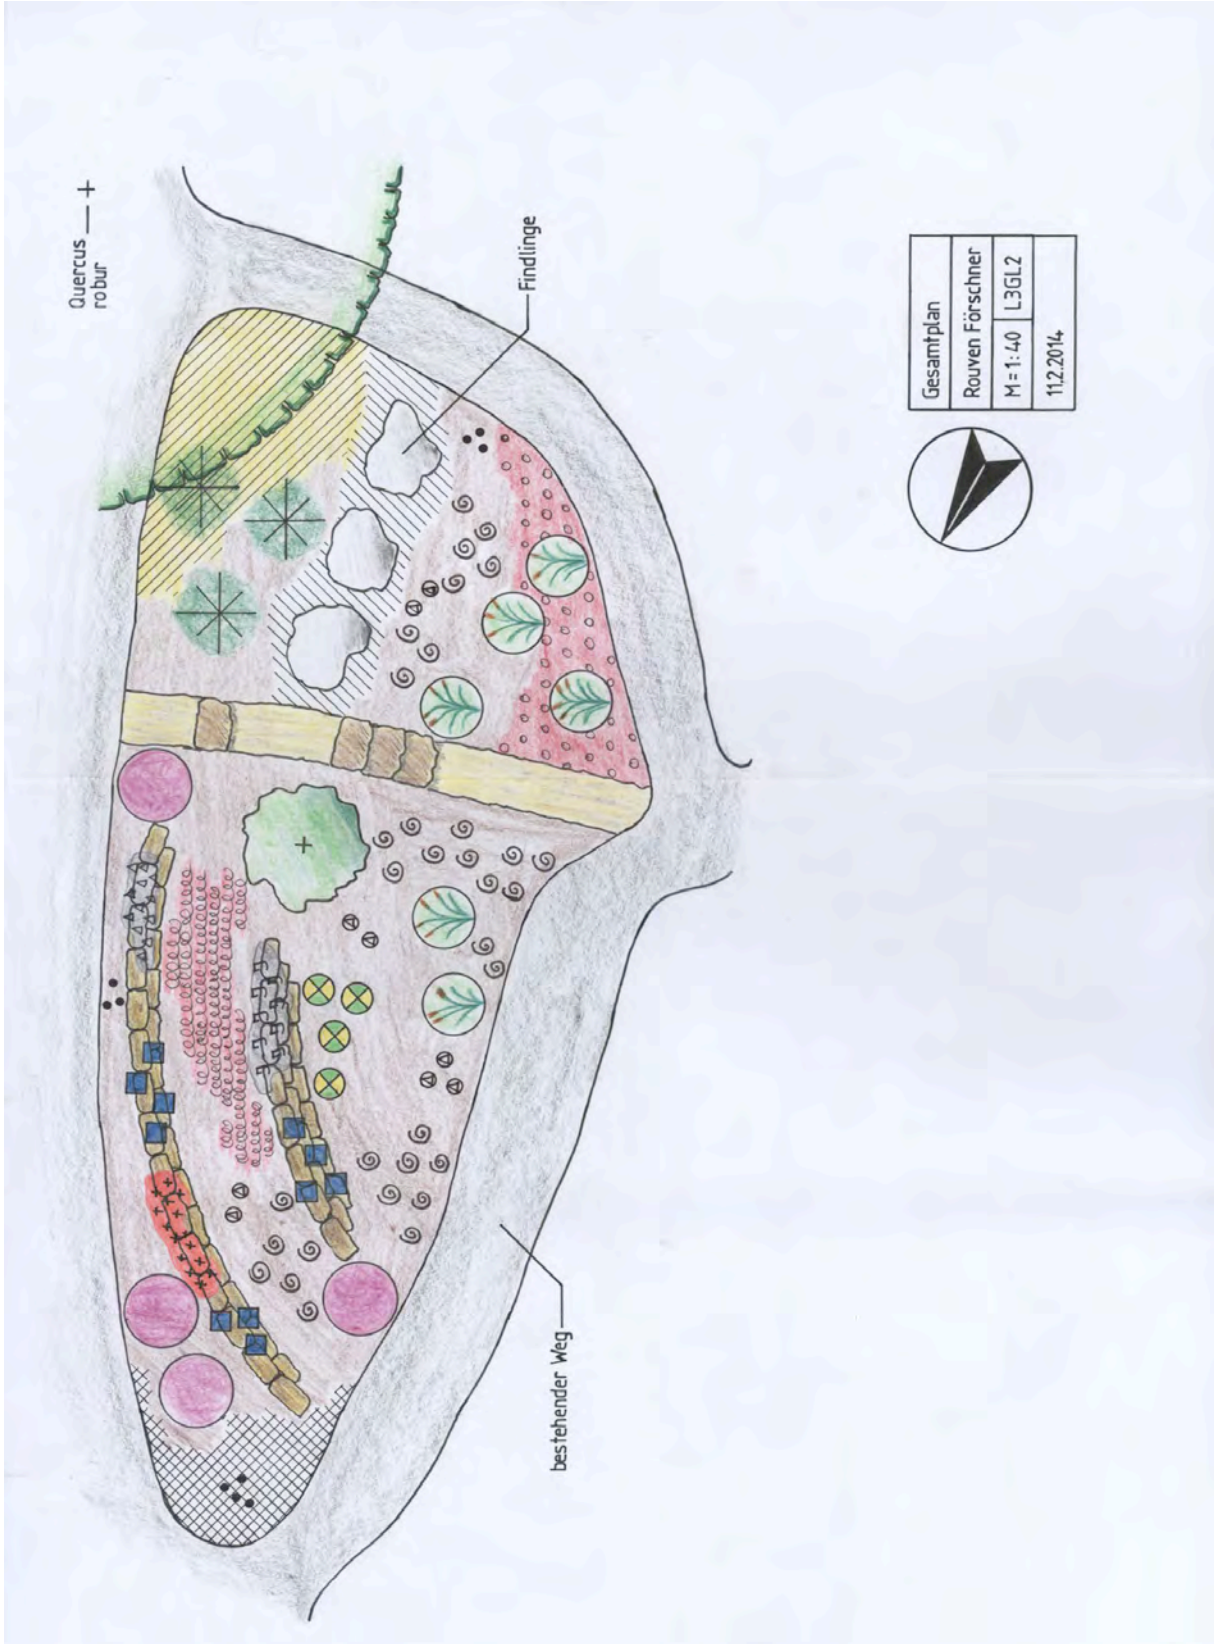 Quercus
robur
Findlinge
bestehender Weg
Gesamtplan
Rouven Förschner
M = 1:40 L3GL2
11.2.2014